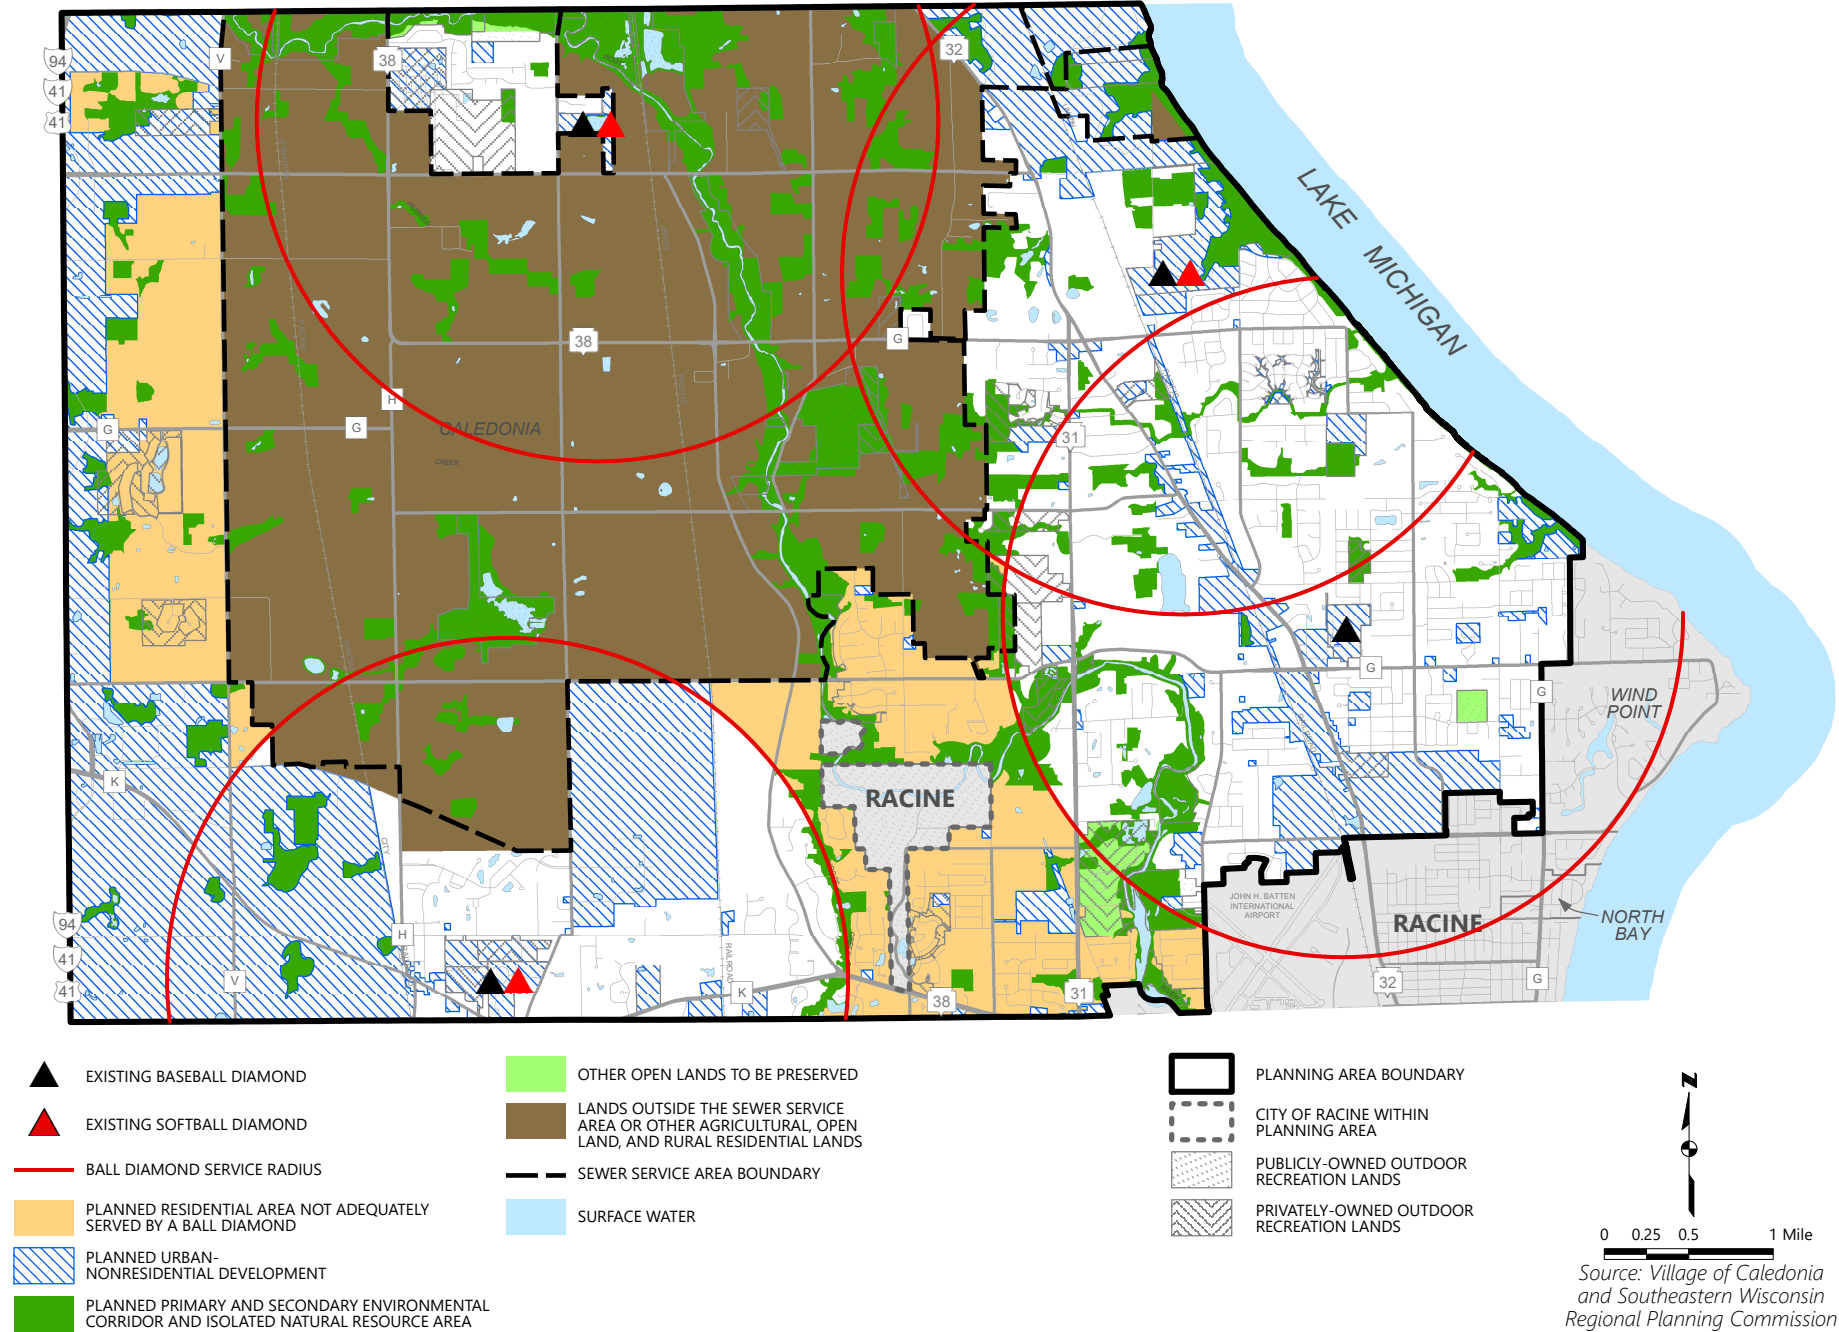 94
41
41
V
38
32
LAKE
MICHIGAN
38
G
H
G
G
CALEDONIA
CREEK
31
G
G
WIND
POINT
K
RACINE
94
41
41
H
V
K
38
31
JOHN H. BATTEN
INTERNATIONAL
AIRPORT
RACINE
NORTH
BAY
32
G
RAILROAD
CITY
EXISTING BASEBALL DIAMOND
EXISTING SOFTBALL DIAMOND
BALL DIAMOND SERVICE RADIUS
PLANNED RESIDENTIAL AREA NOT ADEQUATELY
SERVED BY A BALL DIAMOND
PLANNED URBAN-
NONRESIDENTIAL DEVELOPMENT
PLANNED PRIMARY AND SECONDARY ENVIRONMENTAL
CORRIDOR AND ISOLATED NATURAL RESOURCE AREA
OTHER OPEN LANDS TO BE PRESERVED
LANDS OUTSIDE THE SEWER SERVICE
AREA OR OTHER AGRICULTURAL, OPEN
LAND, AND RURAL RESIDENTIAL LANDS
SEWER SERVICE AREA BOUNDARY
SURFACE WATER
PLANNING AREA BOUNDARY
CITY OF RACINE WITHIN
PLANNING AREA
PUBLICLY-OWNED OUTDOOR
RECREATION LANDS
PRIVATELY-OWNED OUTDOOR
RECREATION LANDS
N
0 0.25 0.5 1 Mile
Source: Village of Caledonia
and Southeastern Wisconsin
Regional Planning Commission